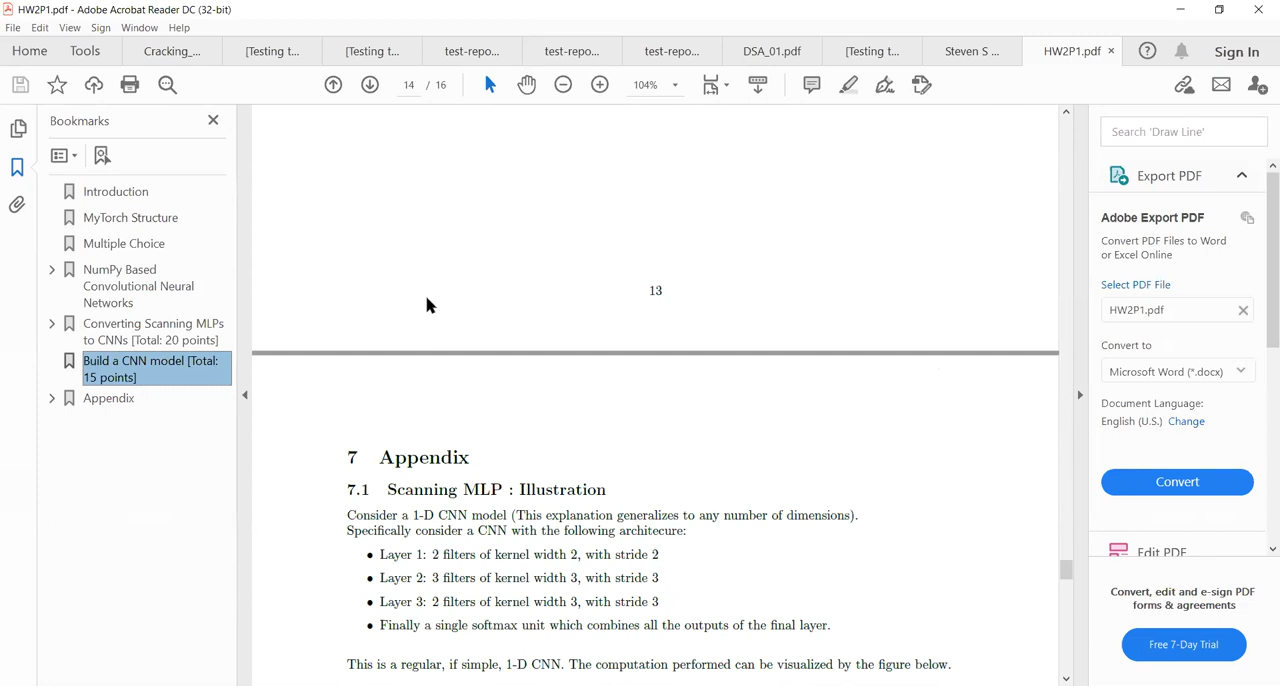 HW2P1.pdf - Adobe Acrobat Reader DC (32-bit)
File Edit View Sign Window Help
Home Tools Cracking_... [Testing t... [Testing t... test-repo... test-repo... test-repo... DSA_01.pdf [Testing t... Steven S ... HW2P1.pdf × Sign In
14 / 16 104%
Bookmarks
Introduction
MyTorch Structure
Multiple Choice
NumPy Based
Convolutional Neural
Networks
Converting Scanning MLPs
to CNNs [Total: 20 points]
Build a CNN model [Total:
15 points]
Appendix
13
7 Appendix
7.1 Scanning MLP : Illustration
Consider a 1-D CNN model (This explanation generalizes to any number of dimensions).
Specifically consider a CNN with the following architecure:
• Layer 1: 2 filters of kernel width 2, with stride 2
• Layer 2: 3 filters of kernel width 3, with stride 3
• Layer 3: 2 filters of kernel width 3, with stride 3
• Finally a single softmax unit which combines all the outputs of the final layer.
This is a regular, if simple, 1-D CNN. The computation performed can be visualized by the figure below.
Search 'Draw Line'
Export PDF
Adobe Export PDF
Convert PDF Files to Word
or Excel Online
Select PDF File
HW2P1.pdf
Convert to
Microsoft Word (*.docx)
Document Language:
English (U.S.) Change
Convert
Edit PDF
Convert, edit and e-sign PDF
forms & agreements
Free 7-Day Trial